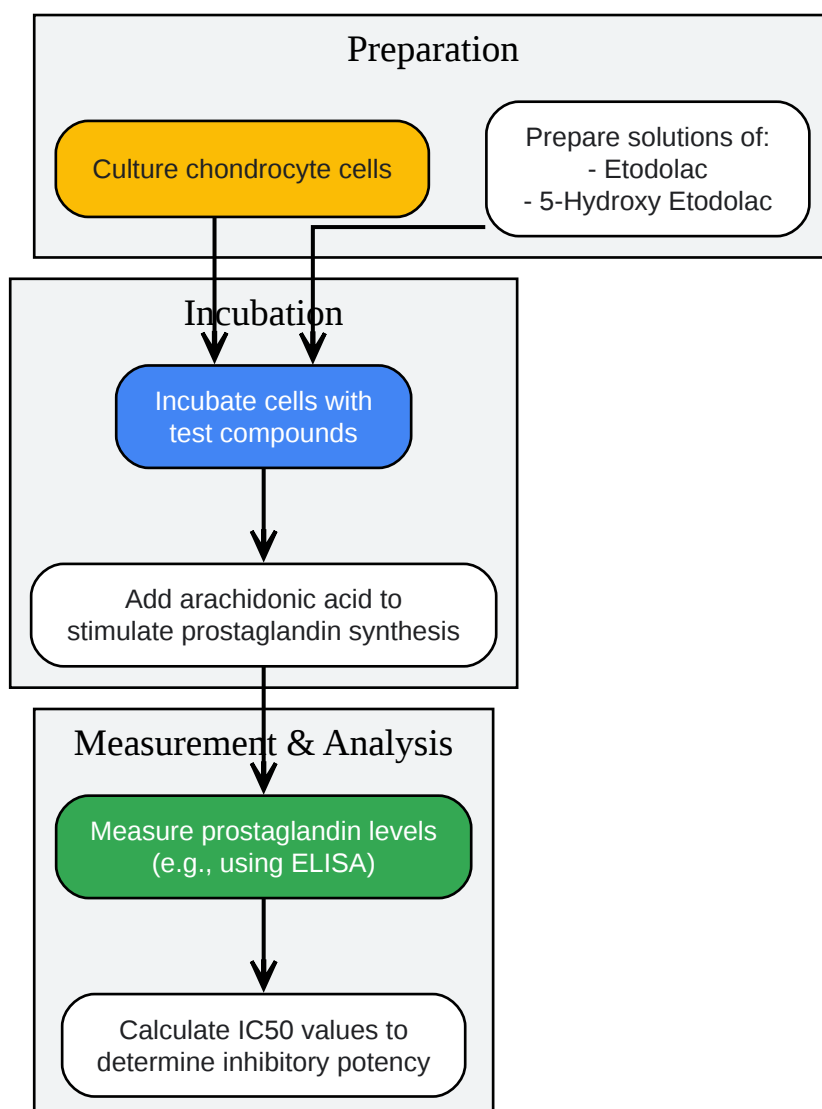 Preparation
Culture chondrocyte cells
Prepare solutions of:
- Etodolac
- 5-Hydroxy Etodolac
Incubation
Incubate cells with
test compounds
Add arachidonic acid to
stimulate prostaglandin synthesis
Measurement & Analysis
Measure prostaglandin levels
(e.g., using ELISA)
Calculate IC50 values to
determine inhibitory potency